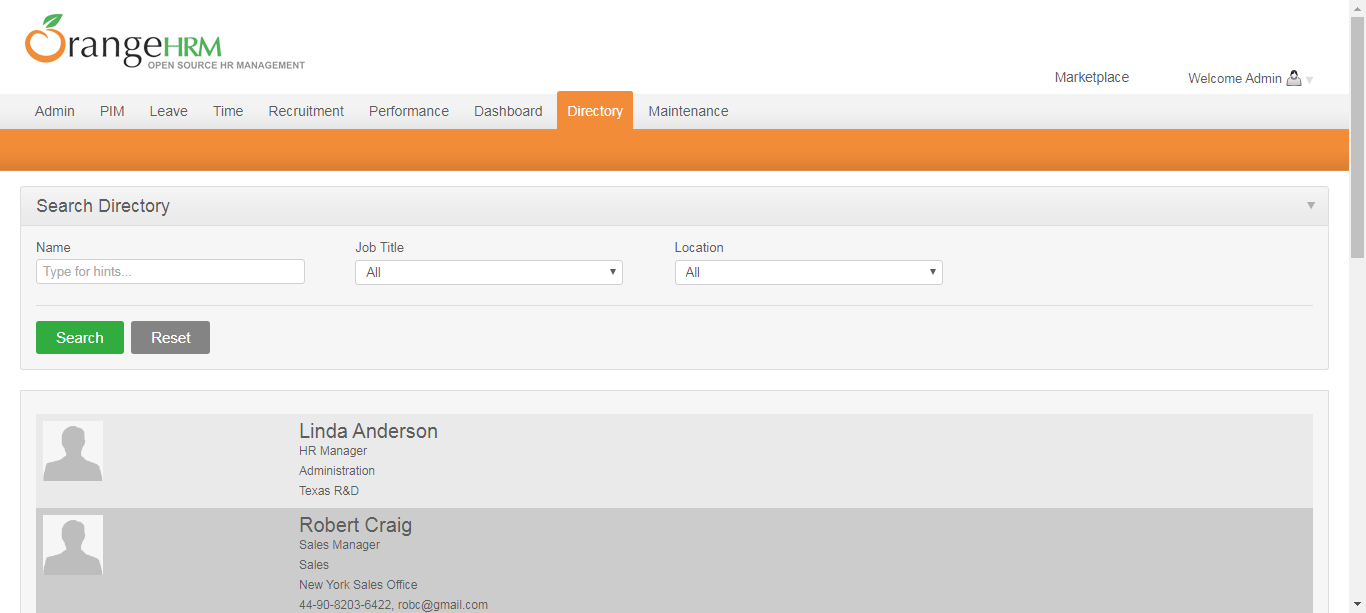 OrangeHRM
OPEN SOURCE HR MANAGEMENT
Marketplace Welcome Admin
Admin PIM Leave Time Recruitment Performance Dashboard Directory Maintenance
Search Directory
Name Job Title Location
Type for hints... All All
Search Reset
Linda Anderson
HR Manager
Administration
Texas R&D
Robert Craig
Sales Manager
Sales
New York Sales Office
44-90-8203-6422, robc@gmail.com